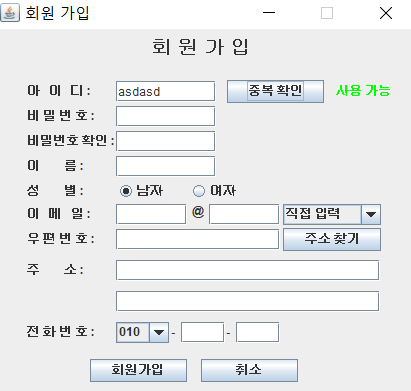 회원 가입
회 원 가 입
아 이 디 : asdasd 중복 확인 사용 가능
비 밀 번 호 :
비밀번호 확인 :
이 름 :
성 별 : 남자 여자
이 메 일 : @ 직접 입력
우 편 번 호 : 주소 찾기
주 소 :
전 화 번 호 : 010 - -
회원가입 취소